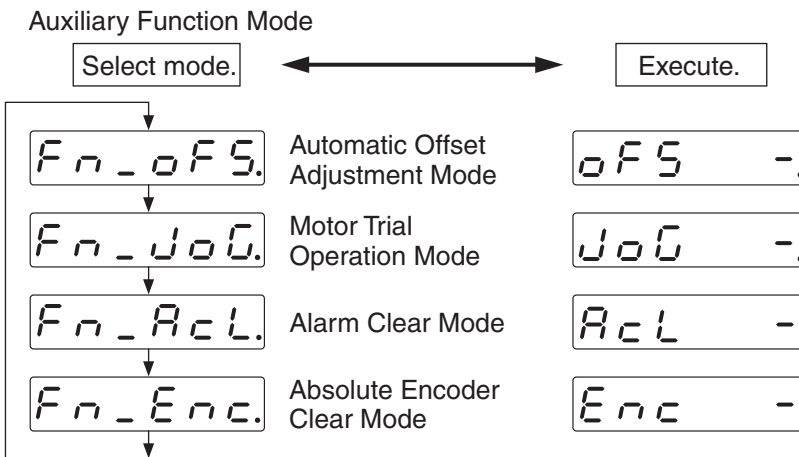 Auxiliary Function Mode
Select mode. Execute.
Fn_oFS. Automatic Offset Adjustment Mode oFS -.
Fn_JoG. Motor Trial Operation Mode JoG -.
Fn_AcL. Alarm Clear Mode AcL -
Fn_Enc. Absolute Encoder Clear Mode Enc -